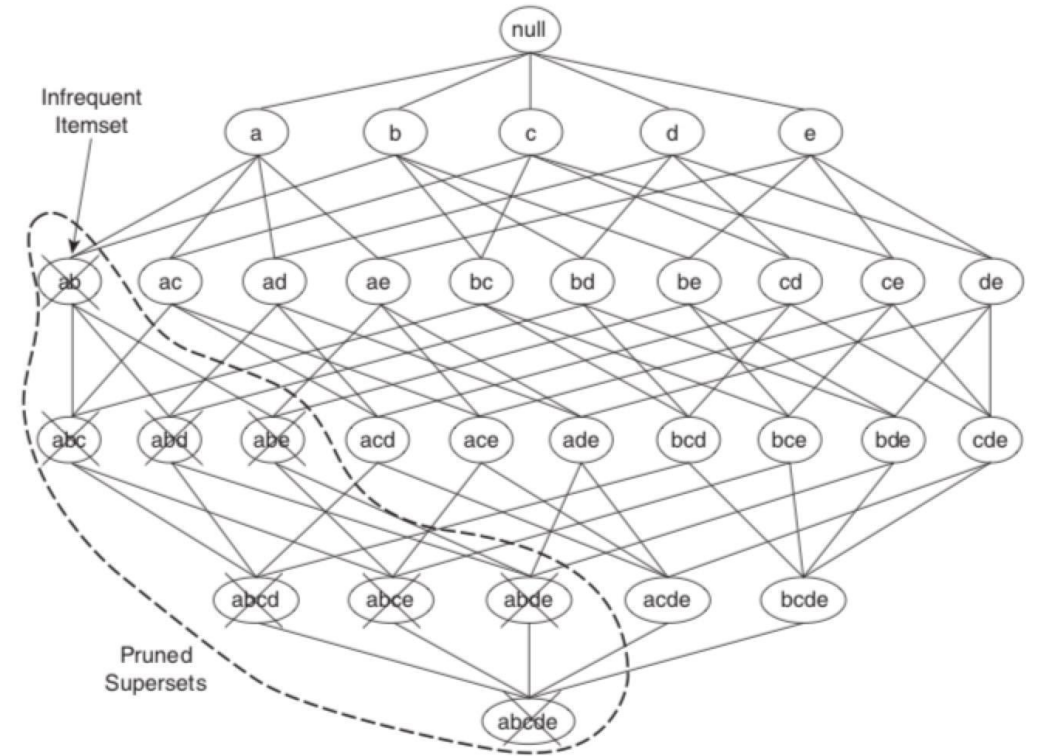 null
Infrequent
Itemset
a
b
c
d
e
ab
ac
ad
ae
bc
bd
be
cd
ce
de
abc
abd
abe
acd
ace
ade
bcd
bce
bde
cde
abcd
abce
abde
acde
bcde
Pruned
Supersets
abcde